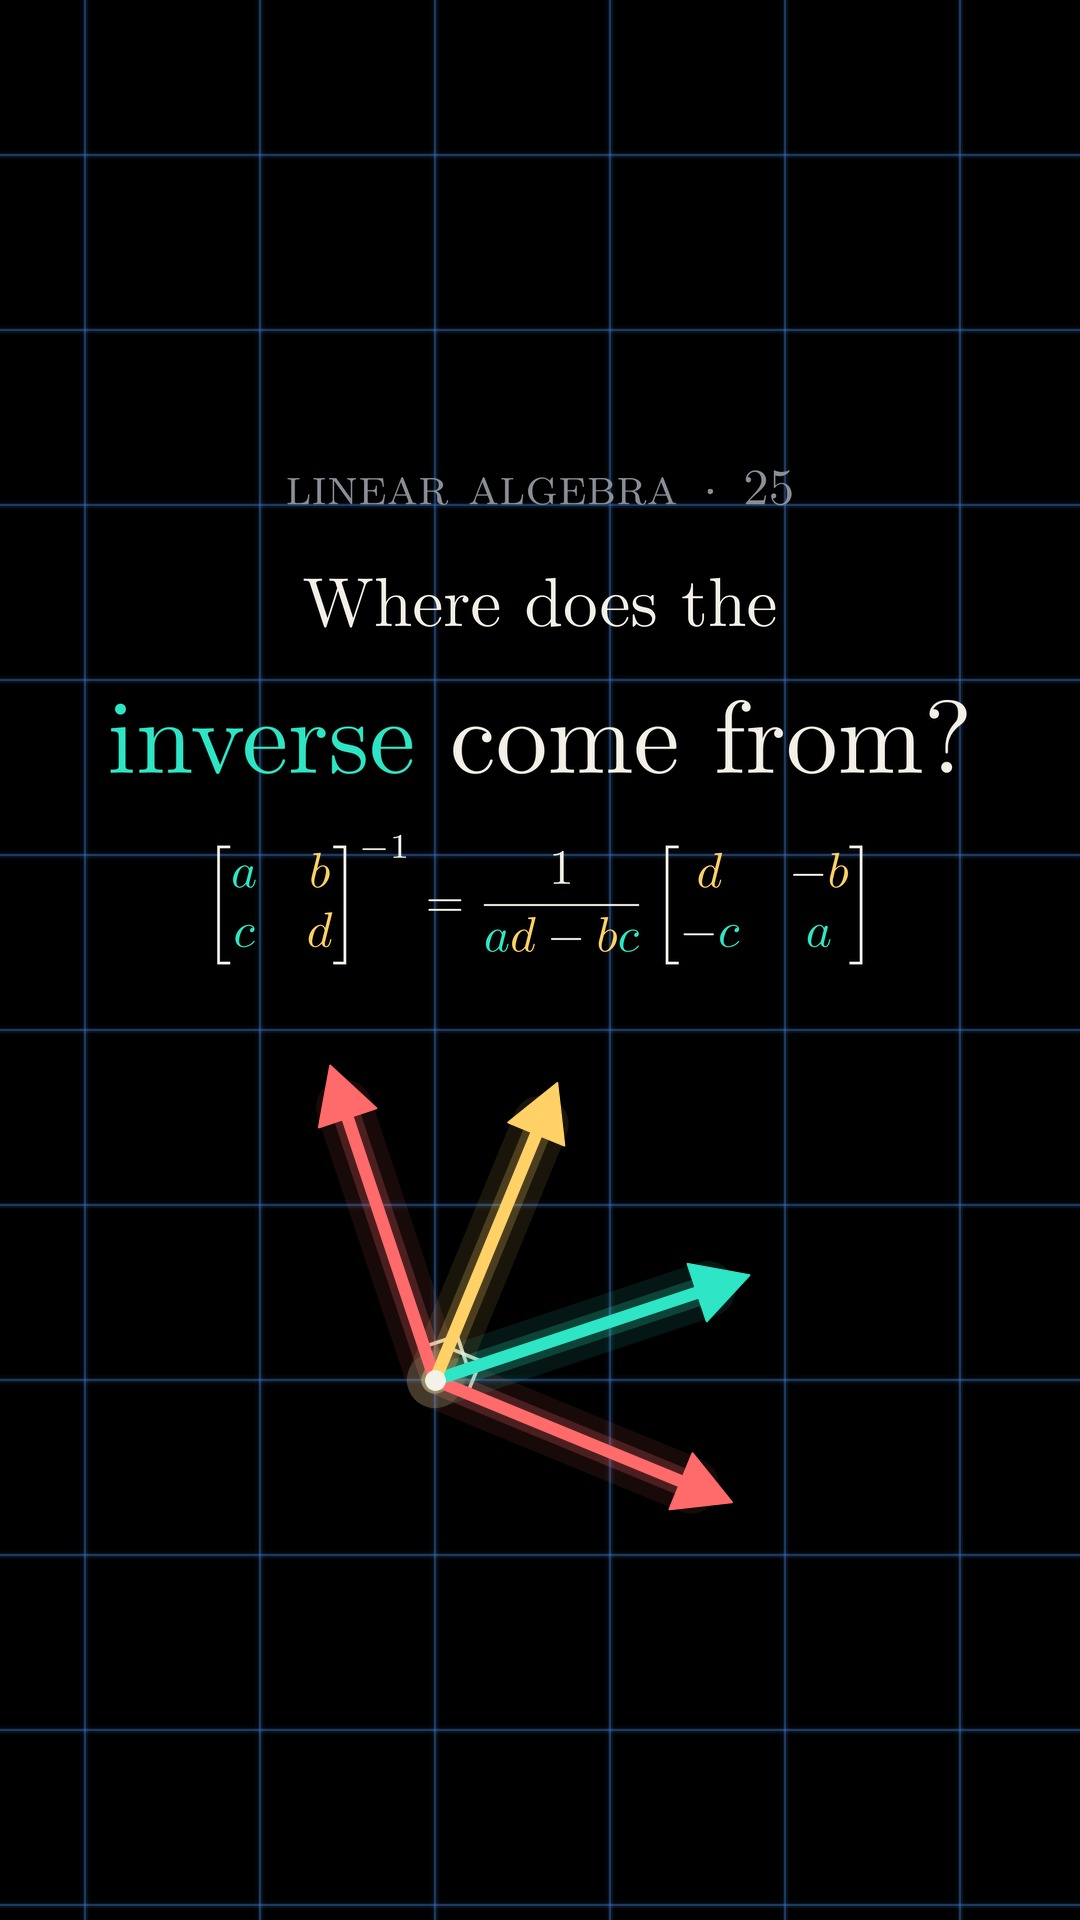 LINEAR ALGEBRA · 25
Where does the
inverse come from?
[a b; c d]⁻¹ = 1/(ad − bc) [d −b; −c a]